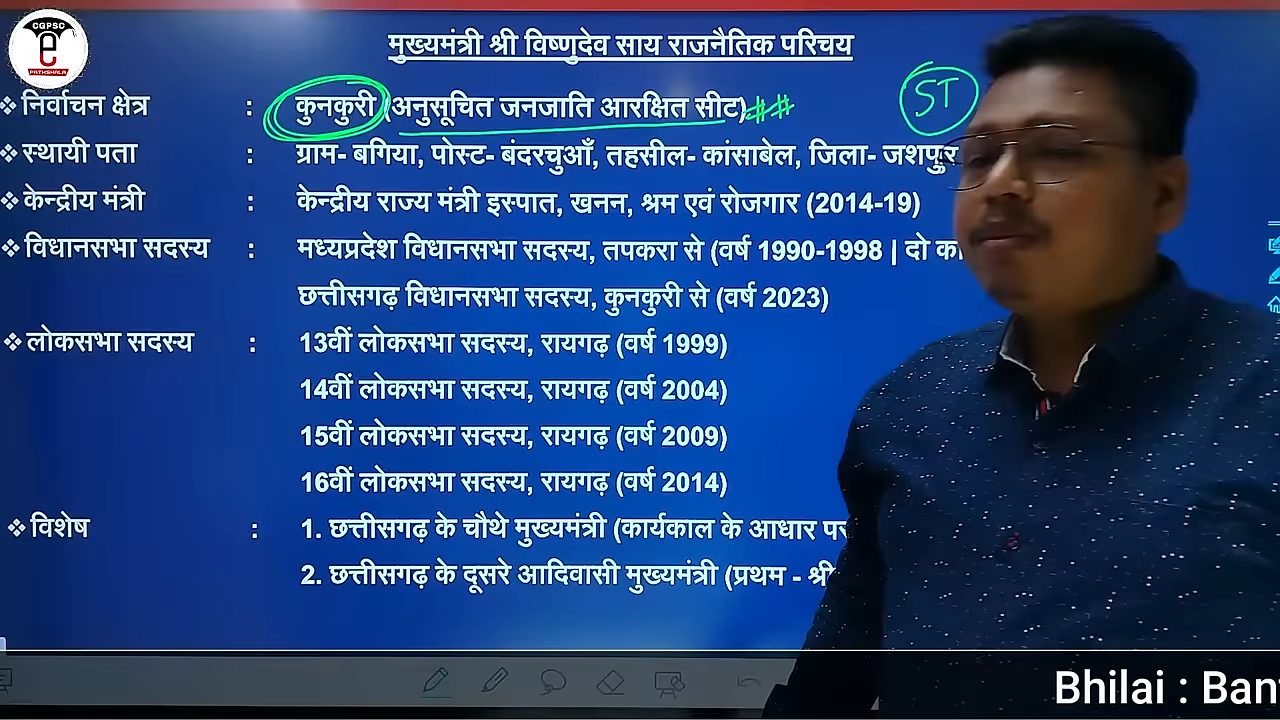 CGPSC
e
PATHSHALA
मुख्यमंत्री श्री विष्णुदेव साय राजनैतिक परिचय
❖ निर्वाचन क्षेत्र : कुनकुरी (अनुसूचित जनजाति आरक्षित सीट) ## ST
❖ स्थायी पता : ग्राम- बगिया, पोस्ट- बंदरचुआँ, तहसील- कांसाबेल, जिला- जशपुर
❖ केन्द्रीय मंत्री : केन्द्रीय राज्य मंत्री इस्पात, खनन, श्रम एवं रोजगार (2014-19)
❖ विधानसभा सदस्य : मध्यप्रदेश विधानसभा सदस्य, तपकरा से (वर्ष 1990-1998 | दो
छत्तीसगढ़ विधानसभा सदस्य, कुनकुरी से (वर्ष 2023)
❖ लोकसभा सदस्य : 13वीं लोकसभा सदस्य, रायगढ़ (वर्ष 1999)
14वीं लोकसभा सदस्य, रायगढ़ (वर्ष 2004)
15वीं लोकसभा सदस्य, रायगढ़ (वर्ष 2009)
16वीं लोकसभा सदस्य, रायगढ़ (वर्ष 2014)
❖ विशेष : 1. छत्तीसगढ़ के चौथे मुख्यमंत्री (कार्यकाल के आधार पर
2. छत्तीसगढ़ के दूसरे आदिवासी मुख्यमंत्री (प्रथम - श्री
Bhilai :